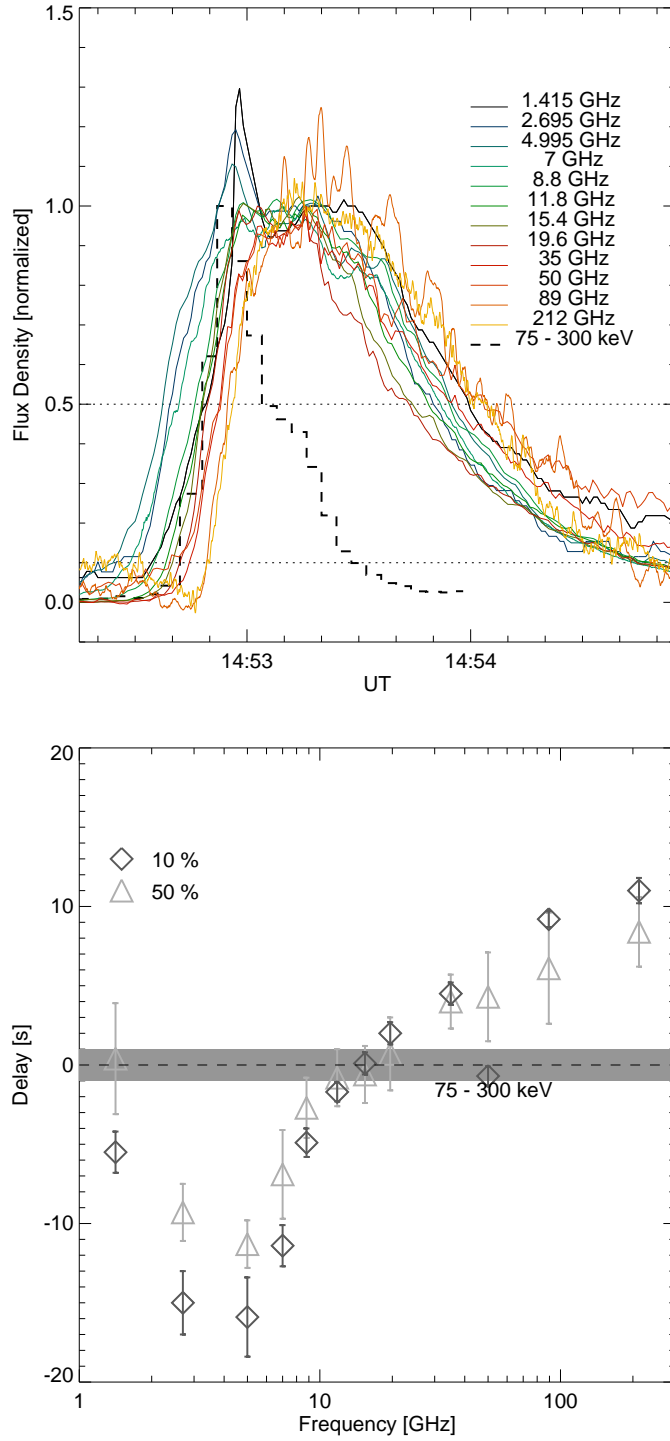 1.415 GHz
2.695 GHz
4.995 GHz
7 GHz
8.8 GHz
11.8 GHz
15.4 GHz
19.6 GHz
35 GHz
50 GHz
89 GHz
212 GHz
75 - 300 keV
1.0
0.5
0.0
Flux Density [normalized]
14:53 14:54
UT
20
10
0
-10
-20
Delay [s]
10 %
50 %
75 - 300 keV
1 10 100
Frequency [GHz]